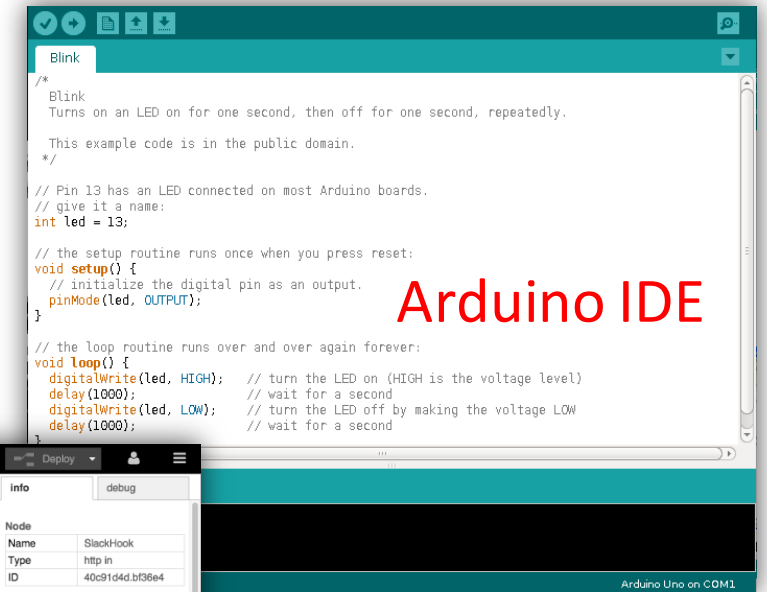 Blink
/*
  Blink
  Turns on an LED on for one second, then off for one second, repeatedly.

  This example code is in the public domain.
 */

// Pin 13 has an LED connected on most Arduino boards.
// give it a name:
int led = 13;

// the setup routine runs once when you press reset:
void setup() {
  // initialize the digital pin as an output.
  pinMode(led, OUTPUT);
}

Arduino IDE

// the loop routine runs over and over again forever:
void loop() {
  digitalWrite(led, HIGH);   // turn the LED on (HIGH is the voltage level)
  delay(1000);               // wait for a second
  digitalWrite(led, LOW);    // turn the LED off by making the voltage LOW
  delay(1000);               // wait for a second
}
Deploy
info debug
Node
Name SlackHook
Type http in
ID 40c91d4d.bf36e4
Arduino Uno on COM1